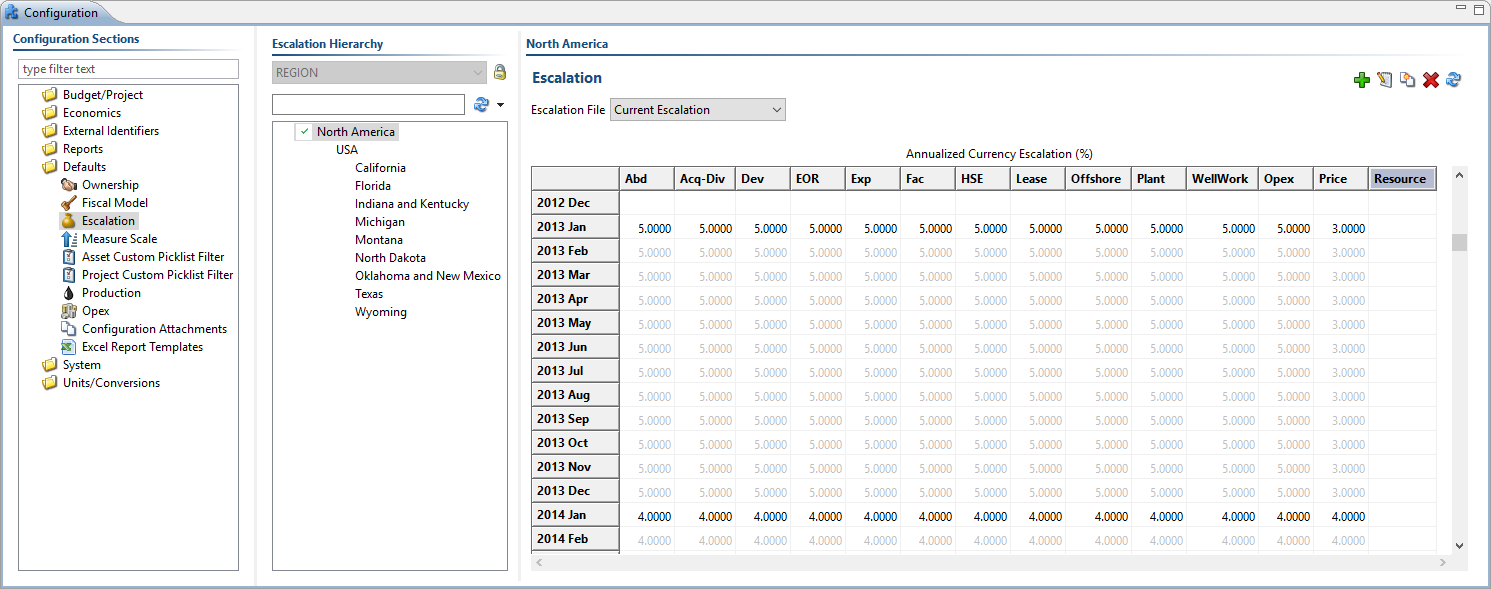 Configuration
Configuration Sections
type filter text
Budget/Project
Economics
External Identifiers
Reports
Defaults
Ownership
Fiscal Model
Escalation
Measure Scale
Asset Custom Picklist Filter
Project Custom Picklist Filter
Production
Opex
Configuration Attachments
Excel Report Templates
System
Units/Conversions
Escalation Hierarchy
REGION
North America
USA
California
Florida
Indiana and Kentucky
Michigan
Montana
North Dakota
Oklahoma and New Mexico
Texas
Wyoming
North America
Escalation
Escalation File Current Escalation
Annualized Currency Escalation (%)
Abd Acq-Div Dev EOR Exp Fac HSE Lease Offshore Plant WellWork Opex Price Resource
2012 Dec
2013 Jan 5.0000 5.0000 5.0000 5.0000 5.0000 5.0000 5.0000 5.0000 5.0000 5.0000 5.0000 5.0000 3.0000
2013 Feb 5.0000 5.0000 5.0000 5.0000 5.0000 5.0000 5.0000 5.0000 5.0000 5.0000 5.0000 5.0000 3.0000
2013 Mar 5.0000 5.0000 5.0000 5.0000 5.0000 5.0000 5.0000 5.0000 5.0000 5.0000 5.0000 5.0000 3.0000
2013 Apr 5.0000 5.0000 5.0000 5.0000 5.0000 5.0000 5.0000 5.0000 5.0000 5.0000 5.0000 5.0000 3.0000
2013 May 5.0000 5.0000 5.0000 5.0000 5.0000 5.0000 5.0000 5.0000 5.0000 5.0000 5.0000 5.0000 3.0000
2013 Jun 5.0000 5.0000 5.0000 5.0000 5.0000 5.0000 5.0000 5.0000 5.0000 5.0000 5.0000 5.0000 3.0000
2013 Jul 5.0000 5.0000 5.0000 5.0000 5.0000 5.0000 5.0000 5.0000 5.0000 5.0000 5.0000 5.0000 3.0000
2013 Aug 5.0000 5.0000 5.0000 5.0000 5.0000 5.0000 5.0000 5.0000 5.0000 5.0000 5.0000 5.0000 3.0000
2013 Sep 5.0000 5.0000 5.0000 5.0000 5.0000 5.0000 5.0000 5.0000 5.0000 5.0000 5.0000 5.0000 3.0000
2013 Oct 5.0000 5.0000 5.0000 5.0000 5.0000 5.0000 5.0000 5.0000 5.0000 5.0000 5.0000 5.0000 3.0000
2013 Nov 5.0000 5.0000 5.0000 5.0000 5.0000 5.0000 5.0000 5.0000 5.0000 5.0000 5.0000 5.0000 3.0000
2013 Dec 5.0000 5.0000 5.0000 5.0000 5.0000 5.0000 5.0000 5.0000 5.0000 5.0000 5.0000 5.0000 3.0000
2014 Jan 4.0000 4.0000 4.0000 4.0000 4.0000 4.0000 4.0000 4.0000 4.0000 4.0000 4.0000 4.0000 4.0000
2014 Feb 4.0000 4.0000 4.0000 4.0000 4.0000 4.0000 4.0000 4.0000 4.0000 4.0000 4.0000 4.0000 4.0000